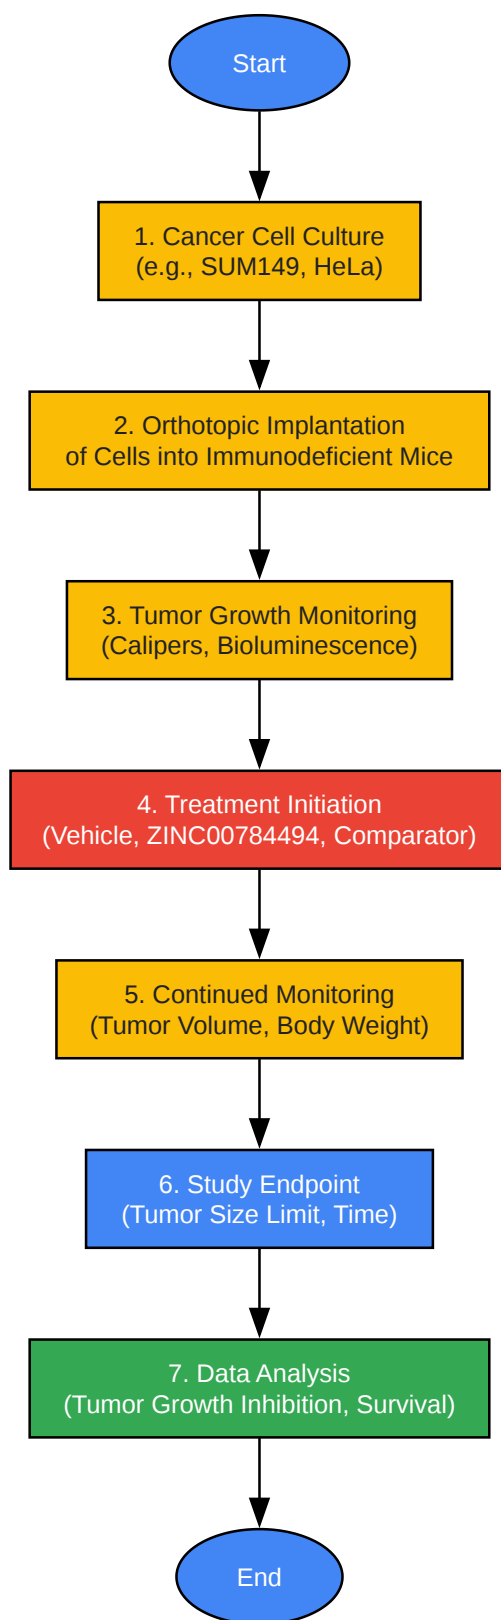 Start
1. Cancer Cell Culture
(e.g., SUM149, HeLa)
2. Orthotopic Implantation
of Cells into Immunodeficient Mice
3. Tumor Growth Monitoring
(Calipers, Bioluminescence)
4. Treatment Initiation
(Vehicle, ZINC00784494, Comparator)
5. Continued Monitoring
(Tumor Volume, Body Weight)
6. Study Endpoint
(Tumor Size Limit, Time)
7. Data Analysis
(Tumor Growth Inhibition, Survival)
End